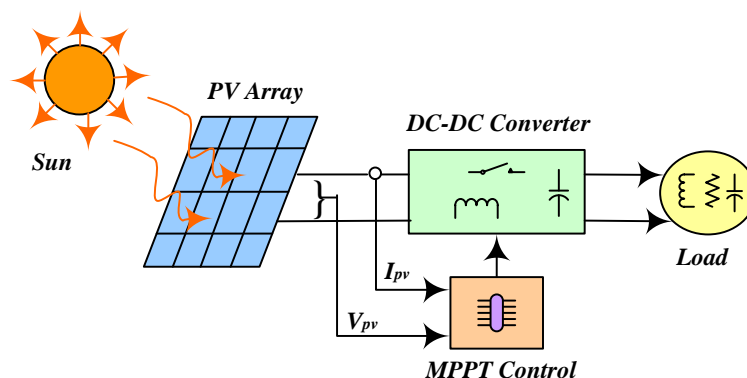 PV Array
DC-DC Converter
Sun
Load
Ipv
Vpv
MPPT Control